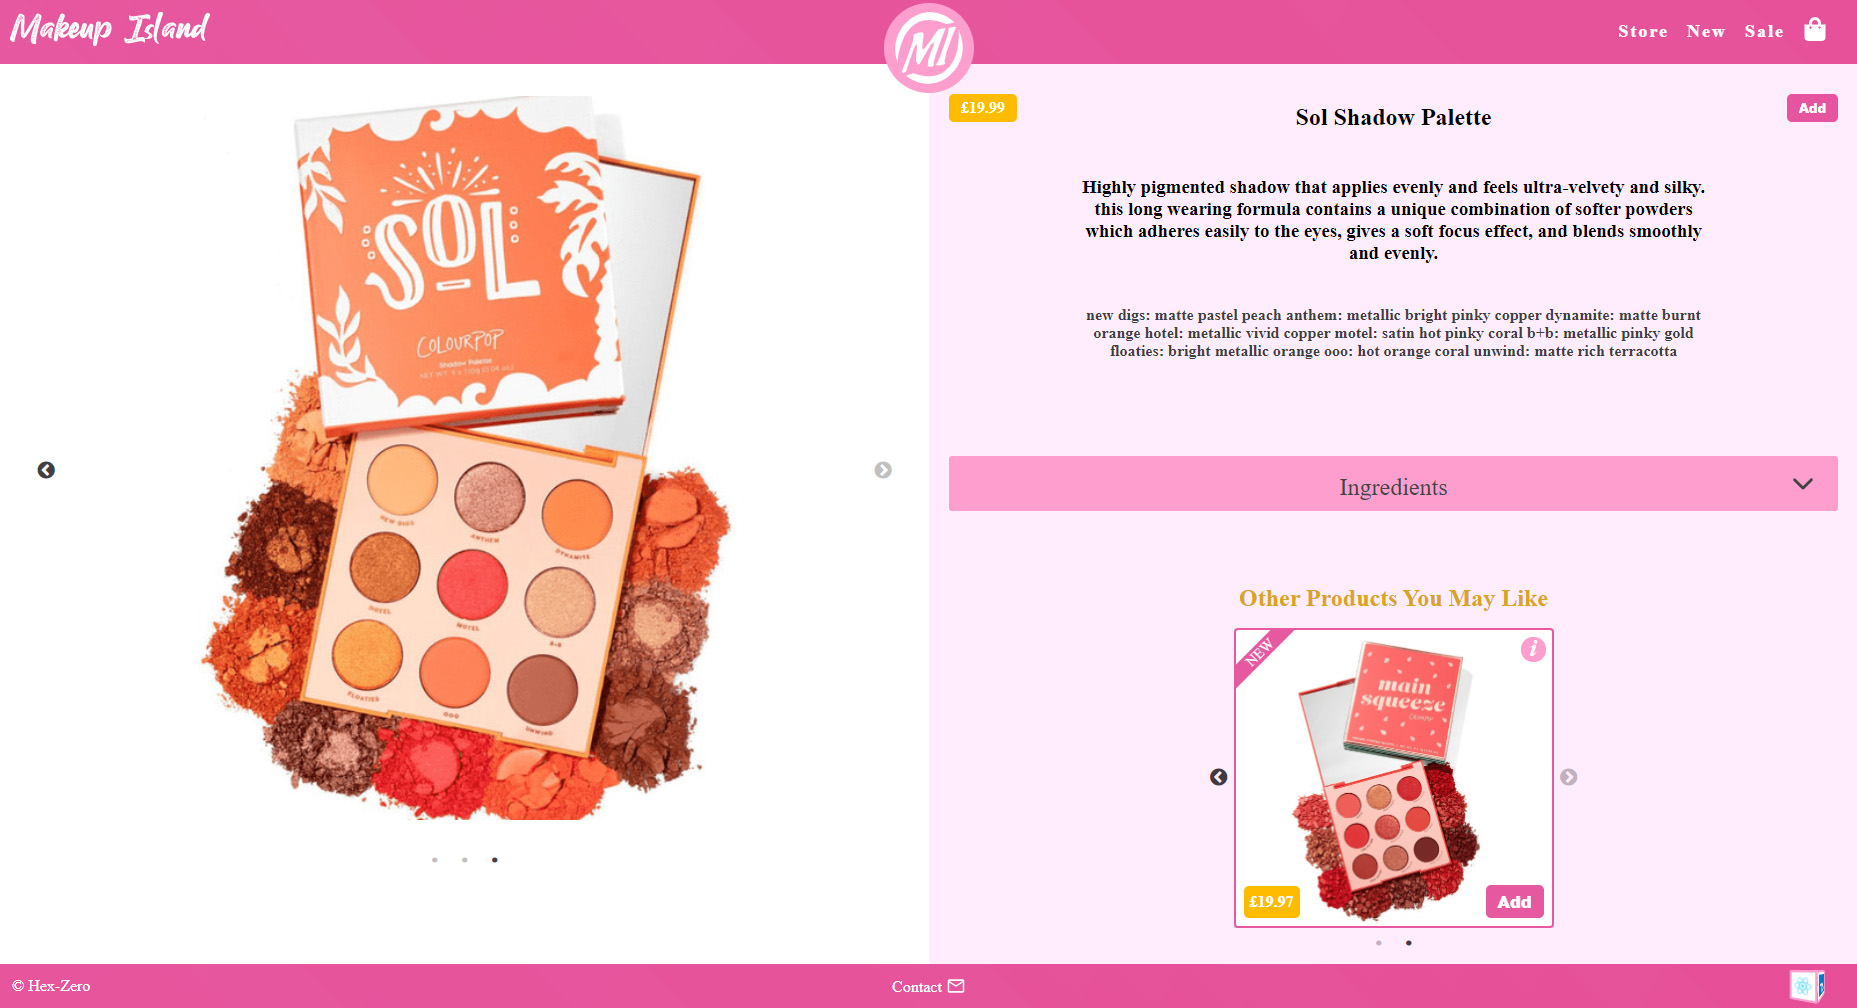 Makeup Island
MI
Store New Sale
£19.99
Sol Shadow Palette
Add
Highly pigmented shadow that applies evenly and feels ultra-velvety and silky.
this long wearing formula contains a unique combination of softer powders
which adheres easily to the eyes, gives a soft focus effect, and blends smoothly
and evenly.
new digs: matte pastel peach anthem: metallic bright pinky copper dynamite: matte burnt
orange hotel: metallic vivid copper motel: satin hot pinky coral b+b: metallic pinky gold
floaties: bright metallic orange ooo: hot orange coral unwind: matte rich terracotta
SOL
COLOURPOP
Shadow Palette
NEW DIGS
ANTHEM
DYNAMITE
HOTEL
MOTEL
B+B
FLOATIES
OOO
UNWIND
Ingredients
Other Products You May Like
NEW
i
main
squeeze
£19.97
Add
© Hex-Zero
Contact